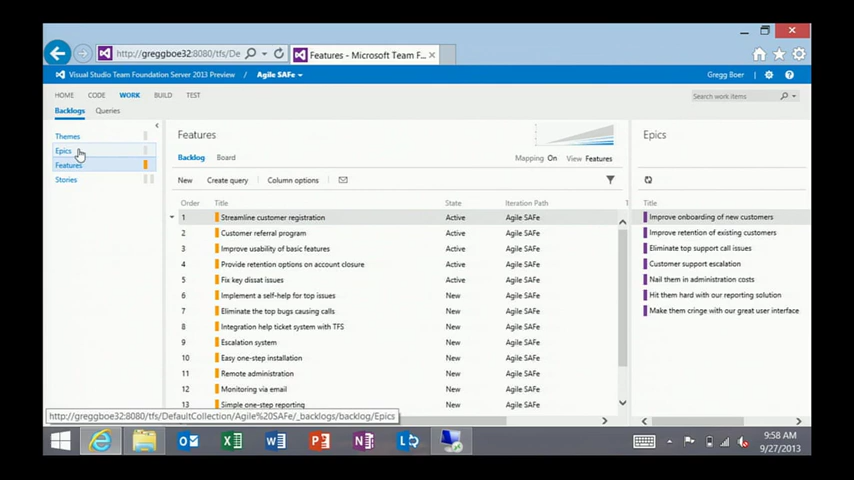 http://greggboe32:8080/tfs/De
Features - Microsoft Team F...
Visual Studio Team Foundation Server 2013 Preview / Agile SAFe
Gregg Boer
HOME CODE WORK BUILD TEST
Search work items
Backlogs Queries
Themes
Epics
Features
Stories
Features
Backlog Board
Mapping On View Features
New Create query Column options
Order Title State Iteration Path T
1 Streamline customer registration Active Agile SAFe
2 Customer referral program Active Agile SAFe
3 Improve usability of basic features Active Agile SAFe
4 Provide retention options on account closure Active Agile SAFe
5 Fix key dissat issues Active Agile SAFe
6 Implement a self-help for top issues New Agile SAFe
7 Eliminate the top bugs causing calls New Agile SAFe
8 Integration help ticket system with TFS New Agile SAFe
9 Escalation system New Agile SAFe
10 Easy one-step installation New Agile SAFe
11 Remote administration New Agile SAFe
12 Monitoring via email New Agile SAFe
13 Simple one-step reporting New Agile SAFe
Epics
Title
Improve onboarding of new customers
Improve retention of existing customers
Eliminate top support call issues
Customer support escalation
Nail them in administration costs
Hit them hard with our reporting solution
Make them cringe with our great user interface
http://greggboe32:8080/tfs/DefaultCollection/Agile%20SAFe/_backlogs/backlog/Epics
9:58 AM
9/27/2013